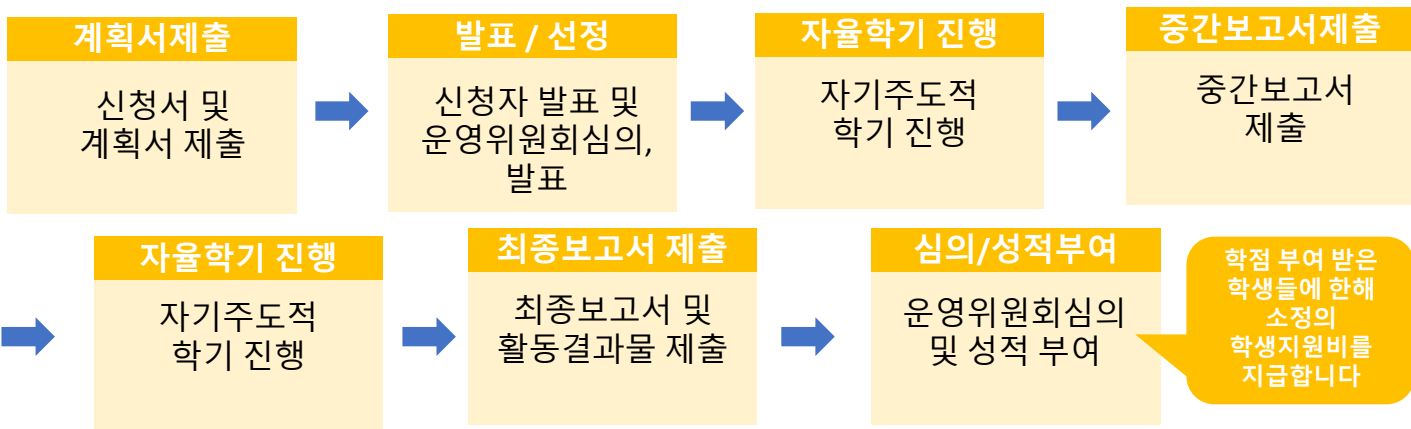 계획서제출
신청서 및
계획서 제출
발표 / 선정
신청자 발표 및
운영위원회심의,
발표
자율학기 진행
자기주도적
학기 진행
중간보고서제출
중간보고서
제출
자율학기 진행
자기주도적
학기 진행
최종보고서 제출
최종보고서 및
활동결과물 제출
심의/성적부여
운영위원회심의
및 성적 부여
학점 부여 받은
학생들에 한해
소정의
학생지원비를
지급합니다